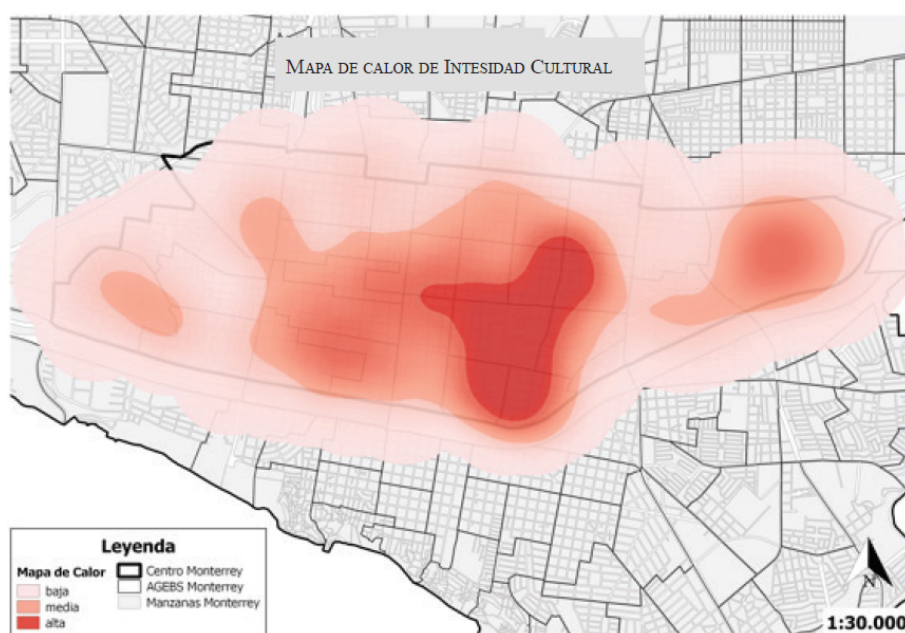 MAPA DE CALOR DE INTESIDAD CULTURAL
Leyenda
Mapa de Calor
baja
media
alta
Centro Monterrey
AGEBS Monterrey
Manzanas Monterrey
N
1:30.000